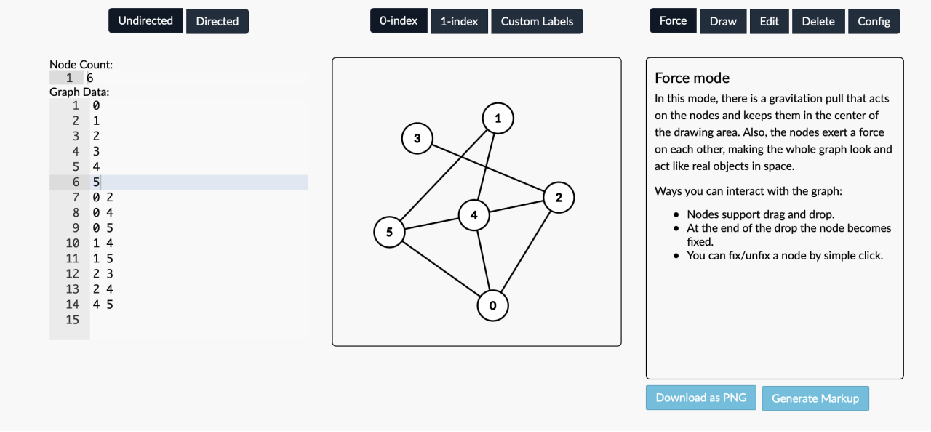 Undirected Directed
0-index 1-index Custom Labels
Force Draw Edit Delete Config
Node Count:
1 6
Graph Data:
1 0
2 1
3 2
4 3
5 4
6 5
7 0 2
8 0 4
9 0 5
10 1 4
11 1 5
12 2 3
13 2 4
14 4 5
15
1
3
2
4
5
0
Force mode
In this mode, there is a gravitation pull that acts
on the nodes and keeps them in the center of
the drawing area. Also, the nodes exert a force
on each other, making the whole graph look and
act like real objects in space.
Ways you can interact with the graph:
Nodes support drag and drop.
At the end of the drop the node becomes
fixed.
You can fix/unfix a node by simple click.
Download as PNG Generate Markup